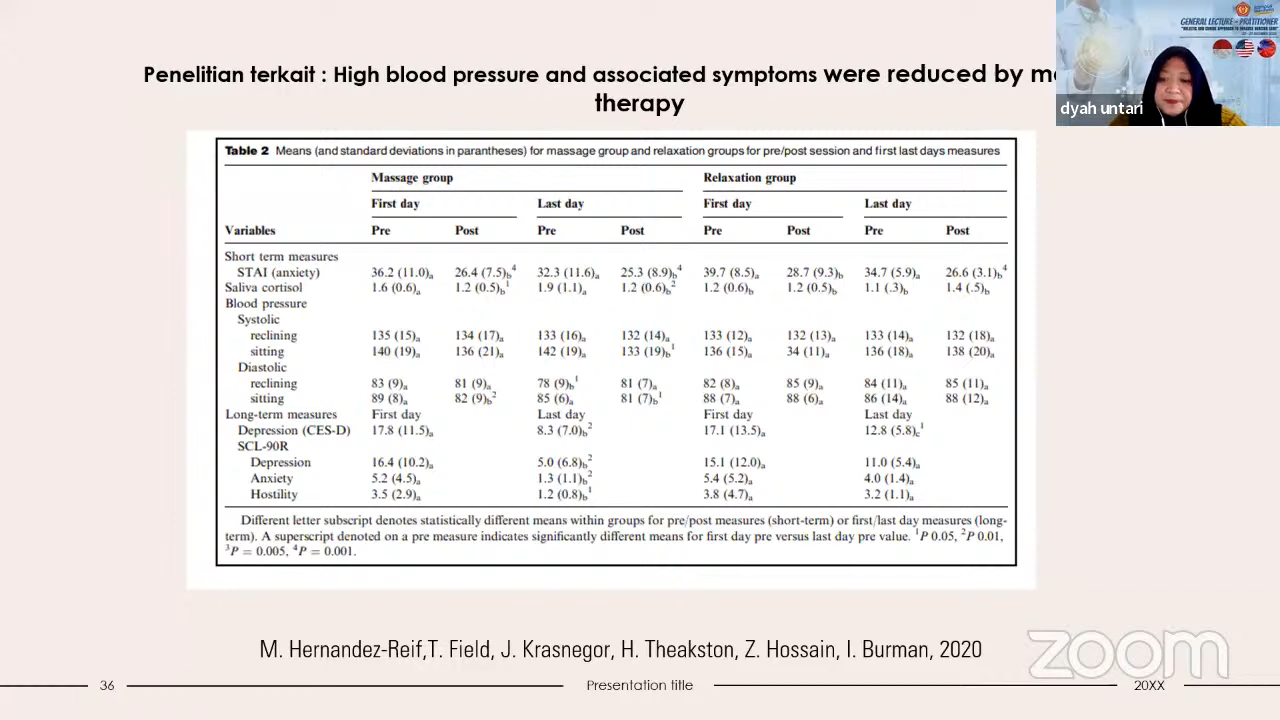 GENERAL LECTURE - PRATITIONER
dyah untari
Penelitian terkait : High blood pressure and associated symptoms were reduced by
therapy
Table 2 Means (and standard deviations in parantheses) for massage group and relaxation groups for pre/post session and first last days measures
Massage group Relaxation group
First day Last day First day Last day
Variables Pre Post Pre Post Pre Post Pre Post
Short term measures
STAI (anxiety) 36.2 (11.0)a 26.4 (7.5)b4 32.3 (11.6)a 25.3 (8.9)b4 39.7 (8.5)a 28.7 (9.3)b 34.7 (5.9)a 26.6 (3.1)b4
Saliva cortisol 1.6 (0.6)a 1.2 (0.5)b1 1.9 (1.1)a 1.2 (0.6)b2 1.2 (0.6)b 1.2 (0.5)b 1.1 (.3)b 1.4 (.5)b
Blood pressure
Systolic
reclining 135 (15)a 134 (17)a 133 (16)a 132 (14)a 133 (12)a 132 (13)a 133 (14)a 132 (18)a
sitting 140 (19)a 136 (21)a 142 (19)a 133 (19)b1 136 (15)a 34 (11)a 136 (18)a 138 (20)a
Diastolic
reclining 83 (9)a 81 (9)a 78 (9)b1 81 (7)a 82 (8)a 85 (9)a 84 (11)a 85 (11)a
sitting 89 (8)a 82 (9)b2 85 (6)a 81 (7)b1 88 (7)a 88 (6)a 86 (14)a 88 (12)a
Long-term measures First day Last day First day Last day
Depression (CES-D) 17.8 (11.5)a 8.3 (7.0)b2 17.1 (13.5)a 12.8 (5.8)c1
SCL-90R
Depression 16.4 (10.2)a 5.0 (6.8)b2 15.1 (12.0)a 11.0 (5.4)a
Anxiety 5.2 (4.5)a 1.3 (1.1)b2 5.4 (5.2)a 4.0 (1.4)a
Hostility 3.5 (2.9)a 1.2 (0.8)b1 3.8 (4.7)a 3.2 (1.1)a
Different letter subscript denotes statistically different means within groups for pre/post measures (short-term) or first/last day measures (long-
term). A superscript denoted on a pre measure indicates significantly different means for first day pre versus last day pre value. 1P 0.05, 2P 0.01,
3P = 0.005, 4P = 0.001.
M. Hernandez-Reif,T. Field, J. Krasnegor, H. Theakston, Z. Hossain, I. Burman, 2020
zoom
36 Presentation title 20XX